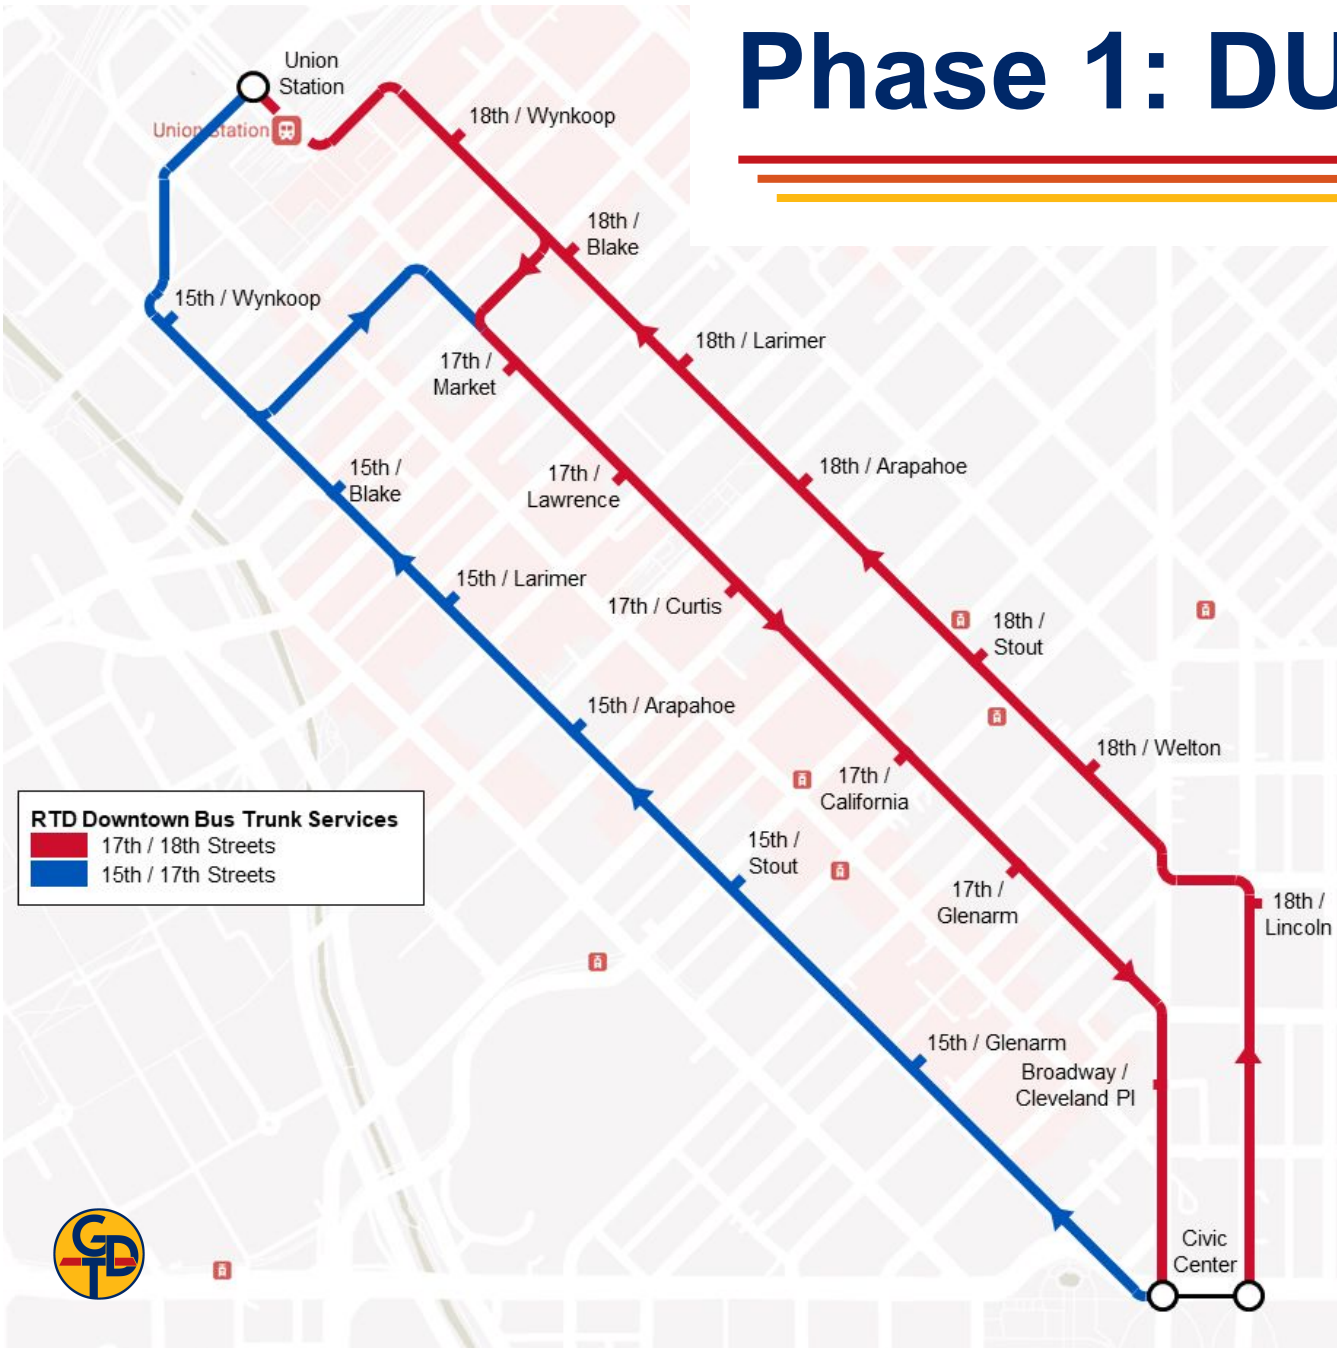 Phase 1: DU
Union
Station
Union Station
18th / Wynkoop
18th /
Blake
15th / Wynkoop
18th / Larimer
17th /
Market
15th /
Blake
17th /
Lawrence
18th / Arapahoe
15th / Larimer
17th / Curtis
18th /
Stout
15th / Arapahoe
18th / Welton
17th /
California
RTD Downtown Bus Trunk Services
17th / 18th Streets
15th / 17th Streets
15th /
Stout
17th /
Glenarm
18th /
Lincoln
15th / Glenarm
Broadway /
Cleveland Pl
Civic
Center
GTD